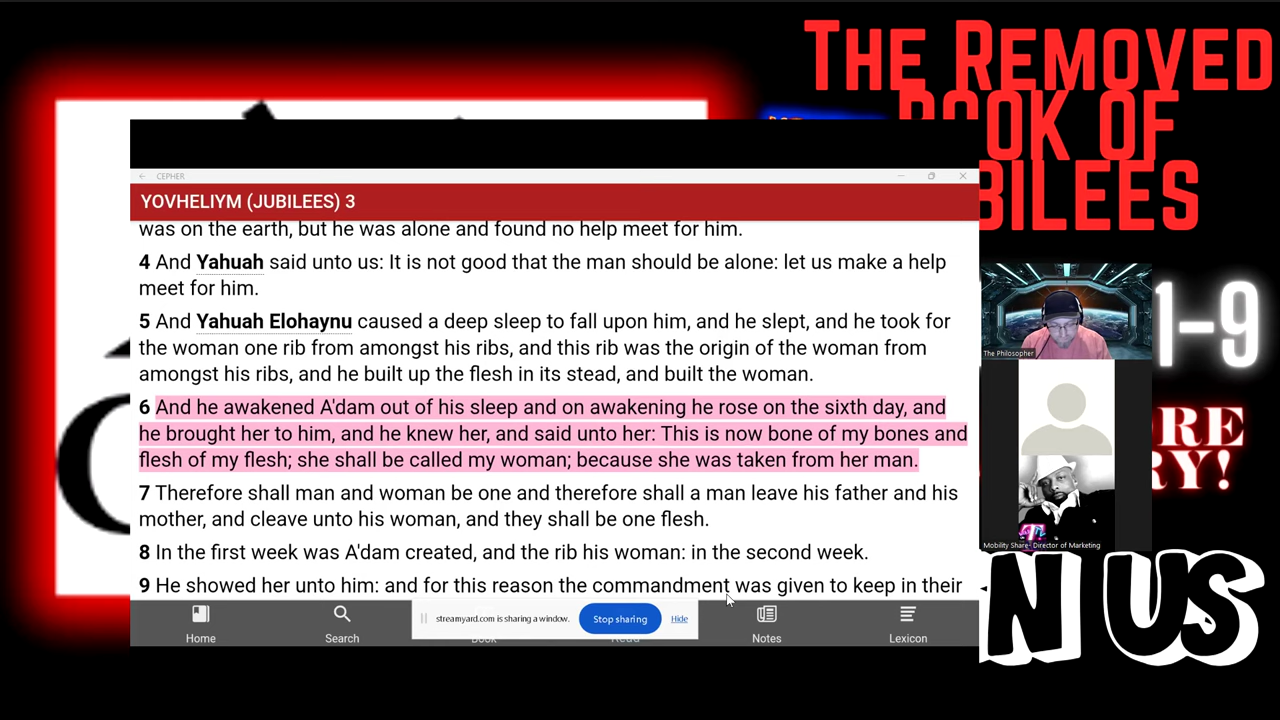 THE REMOVED
BOOK OF
BILEES
1-9
RE
RY!
N US
CEPHER
YOVHELIYM (JUBILEES) 3
was on the earth, but he was alone and found no help meet for him.
4 And Yahuah said unto us: It is not good that the man should be alone: let us make a help
meet for him.
5 And Yahuah Elohaynu caused a deep sleep to fall upon him, and he slept, and he took for
the woman one rib from amongst his ribs, and this rib was the origin of the woman from
amongst his ribs, and he built up the flesh in its stead, and built the woman.
6 And he awakened A'dam out of his sleep and on awakening he rose on the sixth day, and
he brought her to him, and he knew her, and said unto her: This is now bone of my bones and
flesh of my flesh; she shall be called my woman; because she was taken from her man.
7 Therefore shall man and woman be one and therefore shall a man leave his father and his
mother, and cleave unto his woman, and they shall be one flesh.
8 In the first week was A'dam created, and the rib his woman: in the second week.
9 He showed her unto him: and for this reason the commandment was given to keep in their
streamyard.com is sharing a window.
Stop sharing
Hide
Home
Search
Book
Read
Notes
Lexicon
The Philosopher
Mobility Share- Director of Marketing